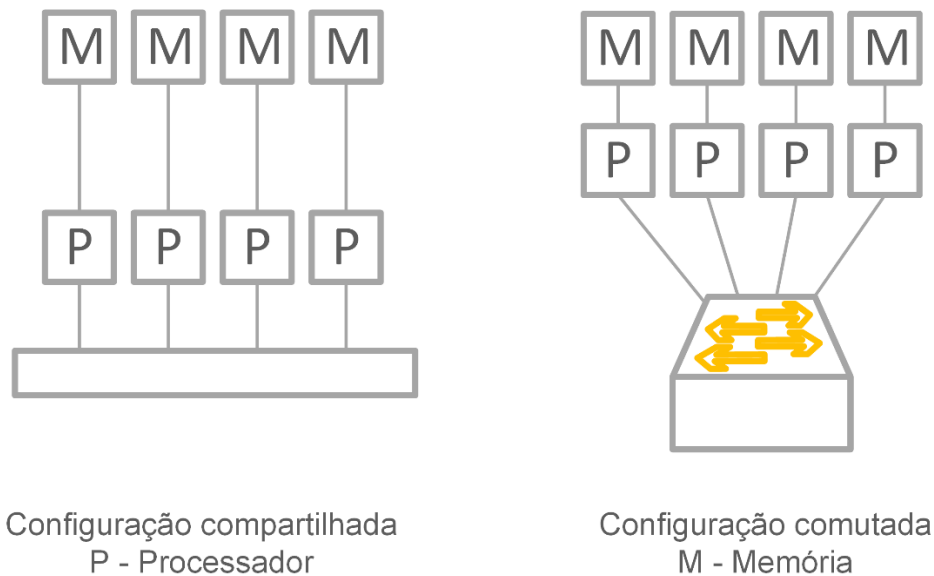 M M M M
P P P P
Configuração compartilhada
P - Processador
M M M M
P P P P
Configuração comutada
M - Memória